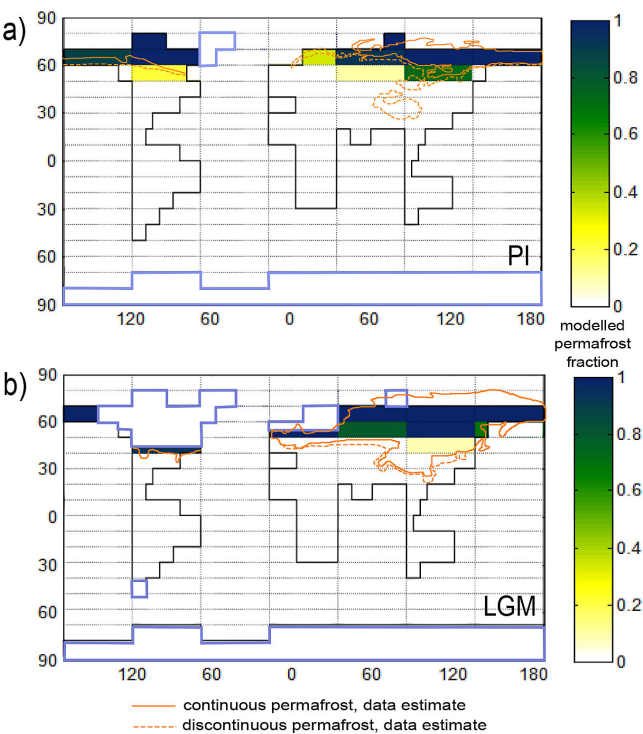 a)
90
60
30
0
30
60
90
120 60 0 60 120 180
PI
1
0.8
0.6
0.4
0.2
0
modelled
permafrost
fraction
b)
90
60
30
0
30
60
90
120 60 0 60 120 180
LGM
1
0.8
0.6
0.4
0.2
0
continuous permafrost, data estimate
discontinuous permafrost, data estimate